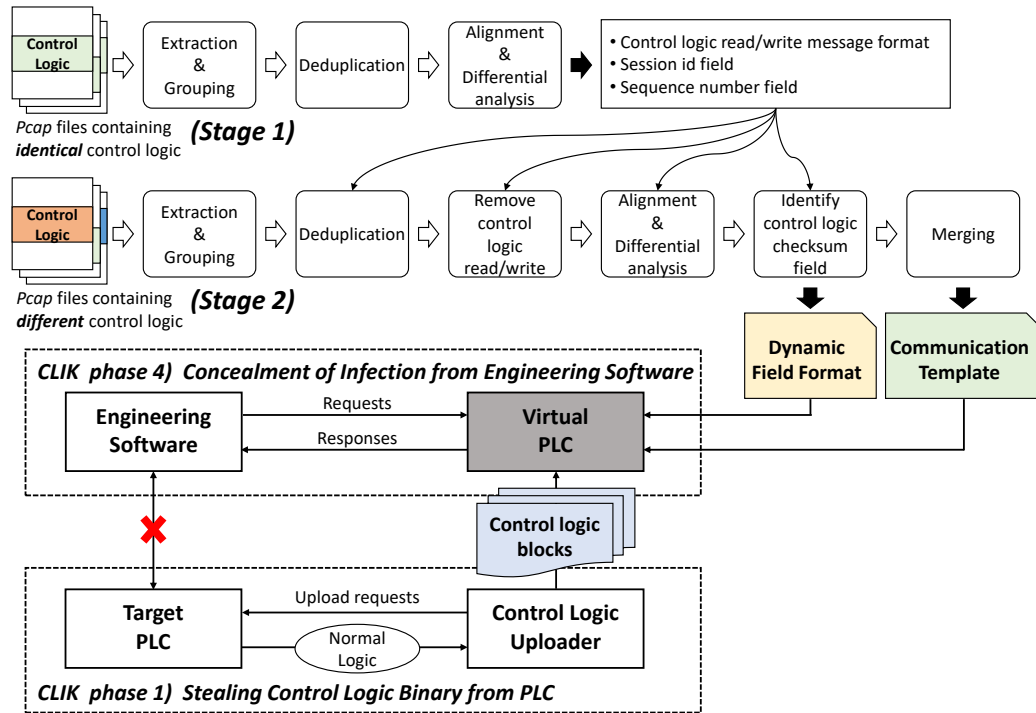 Control
Logic
Pcap files containing
identical control logic
(Stage 1)
Extraction
&
Grouping
Deduplication
Alignment
&
Differential
analysis
• Control logic read/write message format
• Session id field
• Sequence number field
Control
Logic
Pcap files containing
different control logic
(Stage 2)
Extraction
&
Grouping
Deduplication
Remove
control
logic
read/write
Alignment
&
Differential
analysis
Identify
control logic
checksum
field
Merging
Dynamic
Field Format
Communication
Template
CLIK phase 4) Concealment of Infection from Engineering Software
Engineering
Software
Requests
Responses
Virtual
PLC
Control logic
blocks
Target
PLC
Upload requests
Normal
Logic
Control Logic
Uploader
CLIK phase 1) Stealing Control Logic Binary from PLC